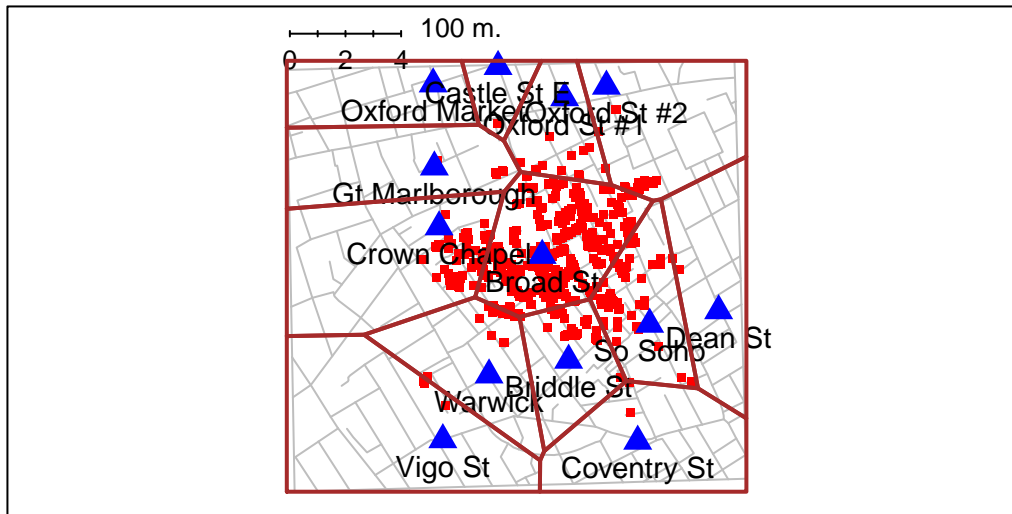 100 m.
0 2 4
Castle St E
Oxford Market
Oxford St #2
Oxford St #1
Gt Marlborough
Crown Chapel
Broad St
Dean St
So Soho
Briddle St
Warwick
Vigo St
Coventry St